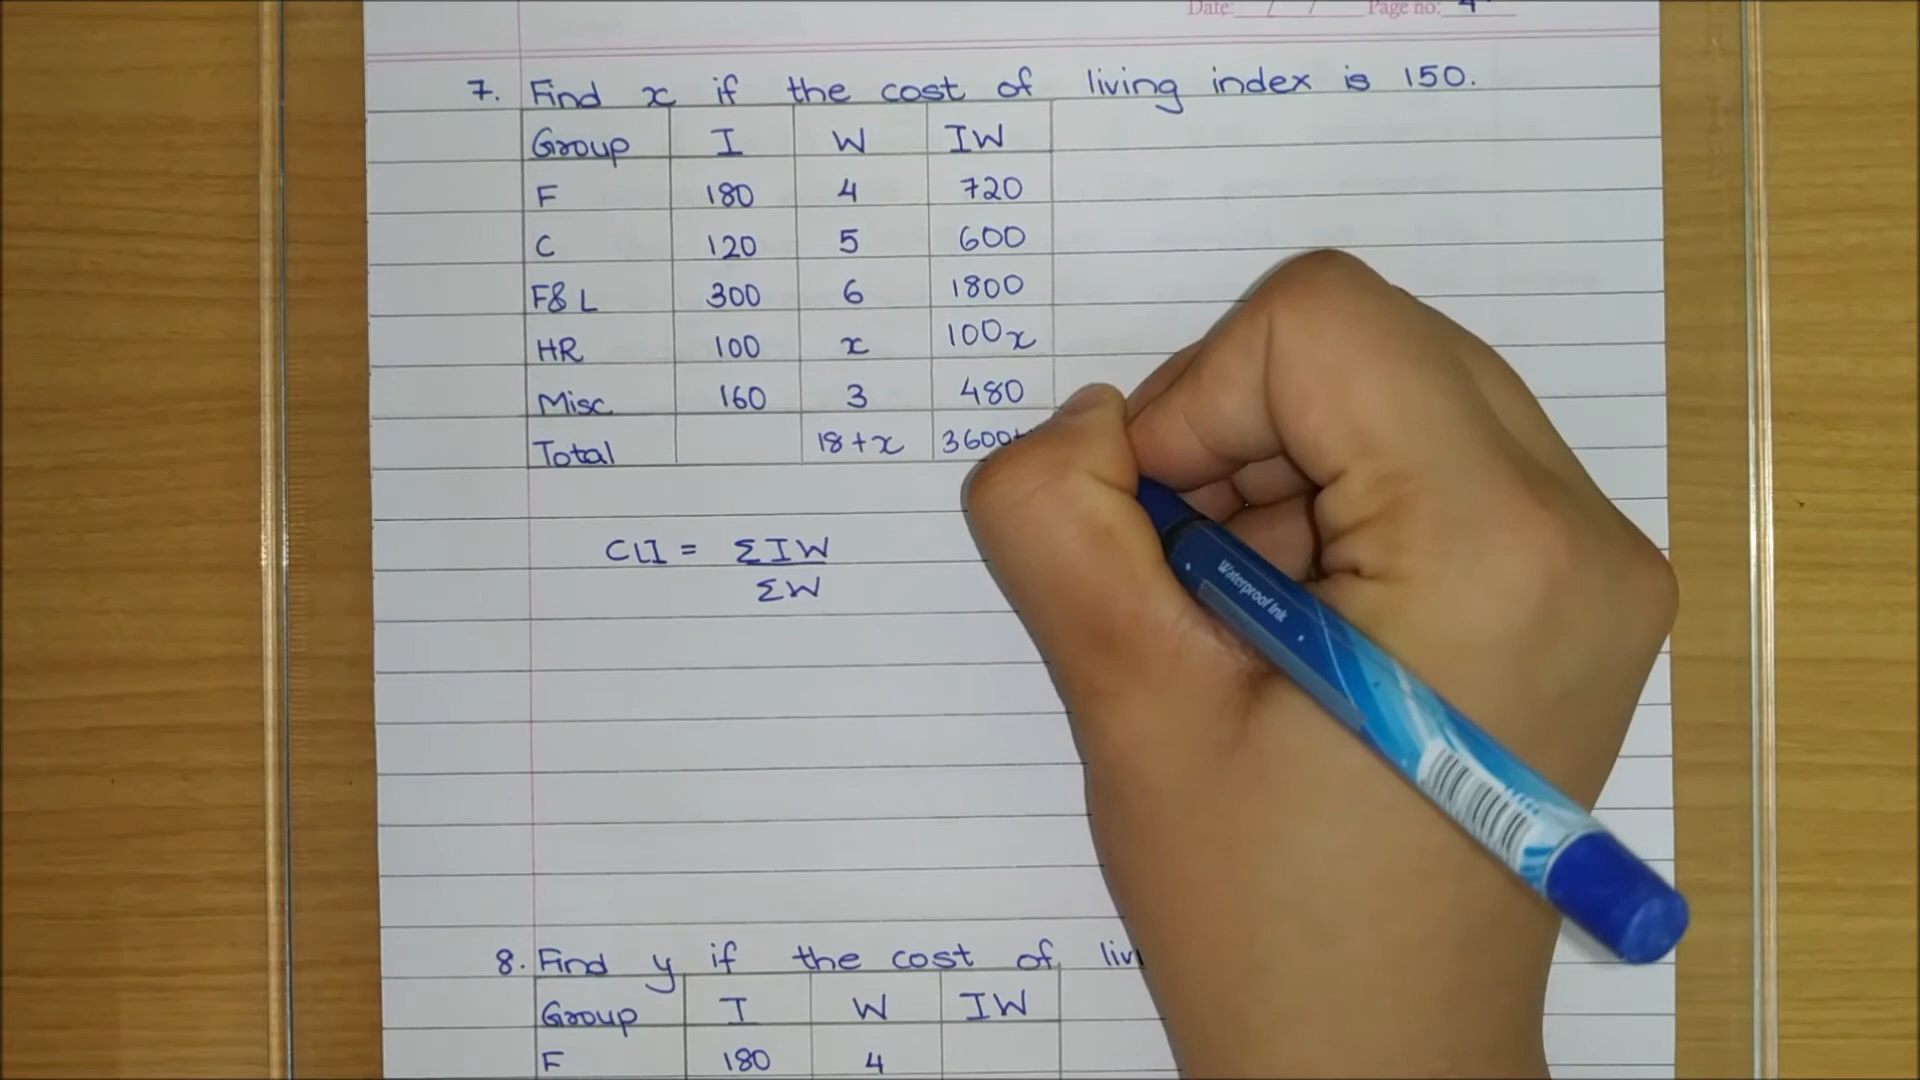 Date: / / Page no: 4
7. Find x if the cost of living index is 150.
Group I W IW
F 180 4 720
C 120 5 600
F&L 300 6 1800
HR 100 x 100x
Misc 160 3 480
Total 18+x 3600+
CLI = ΣIW
ΣW
Waterproof Ink
8. Find y if the cost of
Group I W IW
F 180 4